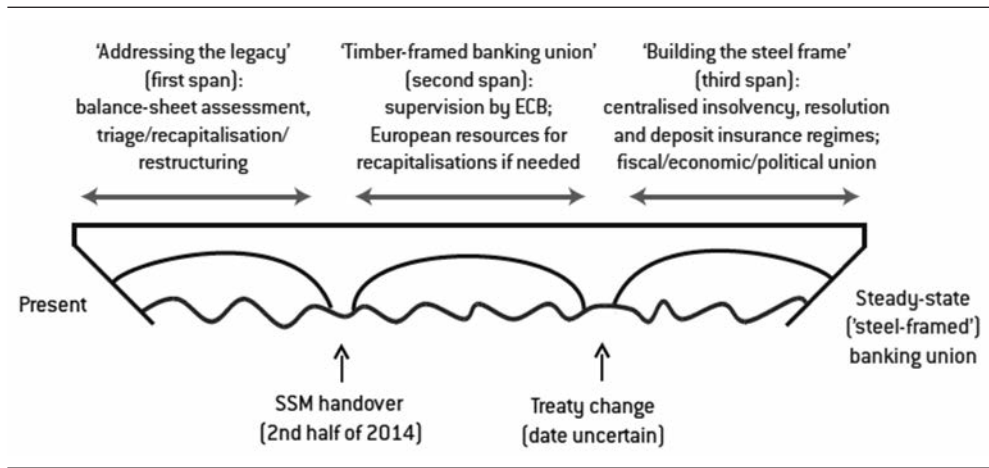 ‘Addressing the legacy’
(first span):
balance-sheet assessment,
triage/recapitalisation/
restructuring
‘Timber-framed banking union’
(second span):
supervision by ECB;
European resources for
recapitalisations if needed
‘Building the steel frame’
(third span):
centralised insolvency, resolution
and deposit insurance regimes;
fiscal/economic/political union
Present
Steady-state
(‘steel-framed’)
banking union
SSM handover
(2nd half of 2014)
Treaty change
(date uncertain)